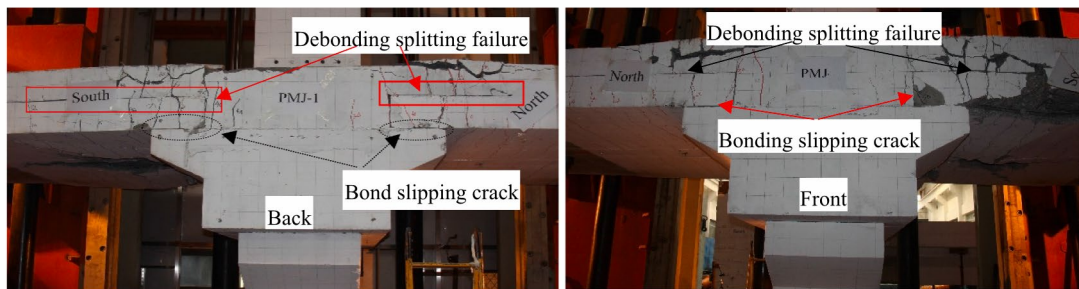 Debonding splitting failure
South
PMJ-1
North
Bond slipping crack
Back
Debonding splitting failure
North
PMJ
Bonding slipping crack
Front